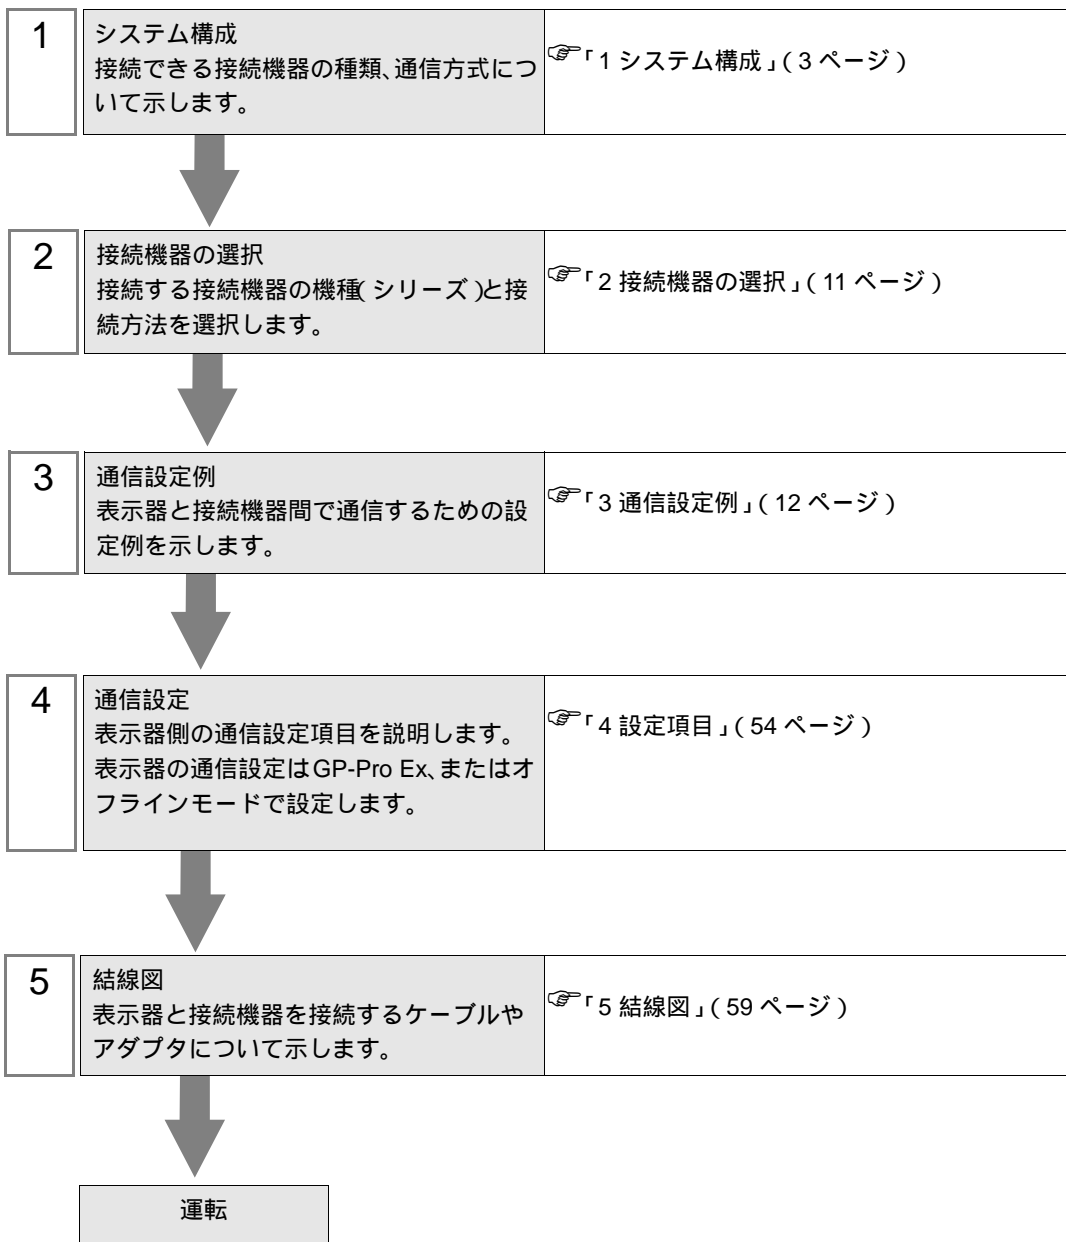 1
システム構成
接続できる接続機器の種類、通信方式につ
いて示します。
☞「1 システム構成」( 3 ページ )
2
接続機器の選択
接続する接続機器の機種( シリーズ )と接
続方法を選択します。
☞「2 接続機器の選択」( 11 ページ )
3
通信設定例
表示器と接続機器間で通信するための設
定例を示します。
☞「3 通信設定例」( 12 ページ )
4
通信設定
表示器側の通信設定項目を説明します。
表示器の通信設定はGP-Pro Ex、またはオ
フラインモードで設定します。
☞「4 設定項目」( 54 ページ )
5
結線図
表示器と接続機器を接続するケーブルや
アダプタについて示します。
☞「5 結線図」( 59 ページ )
運転